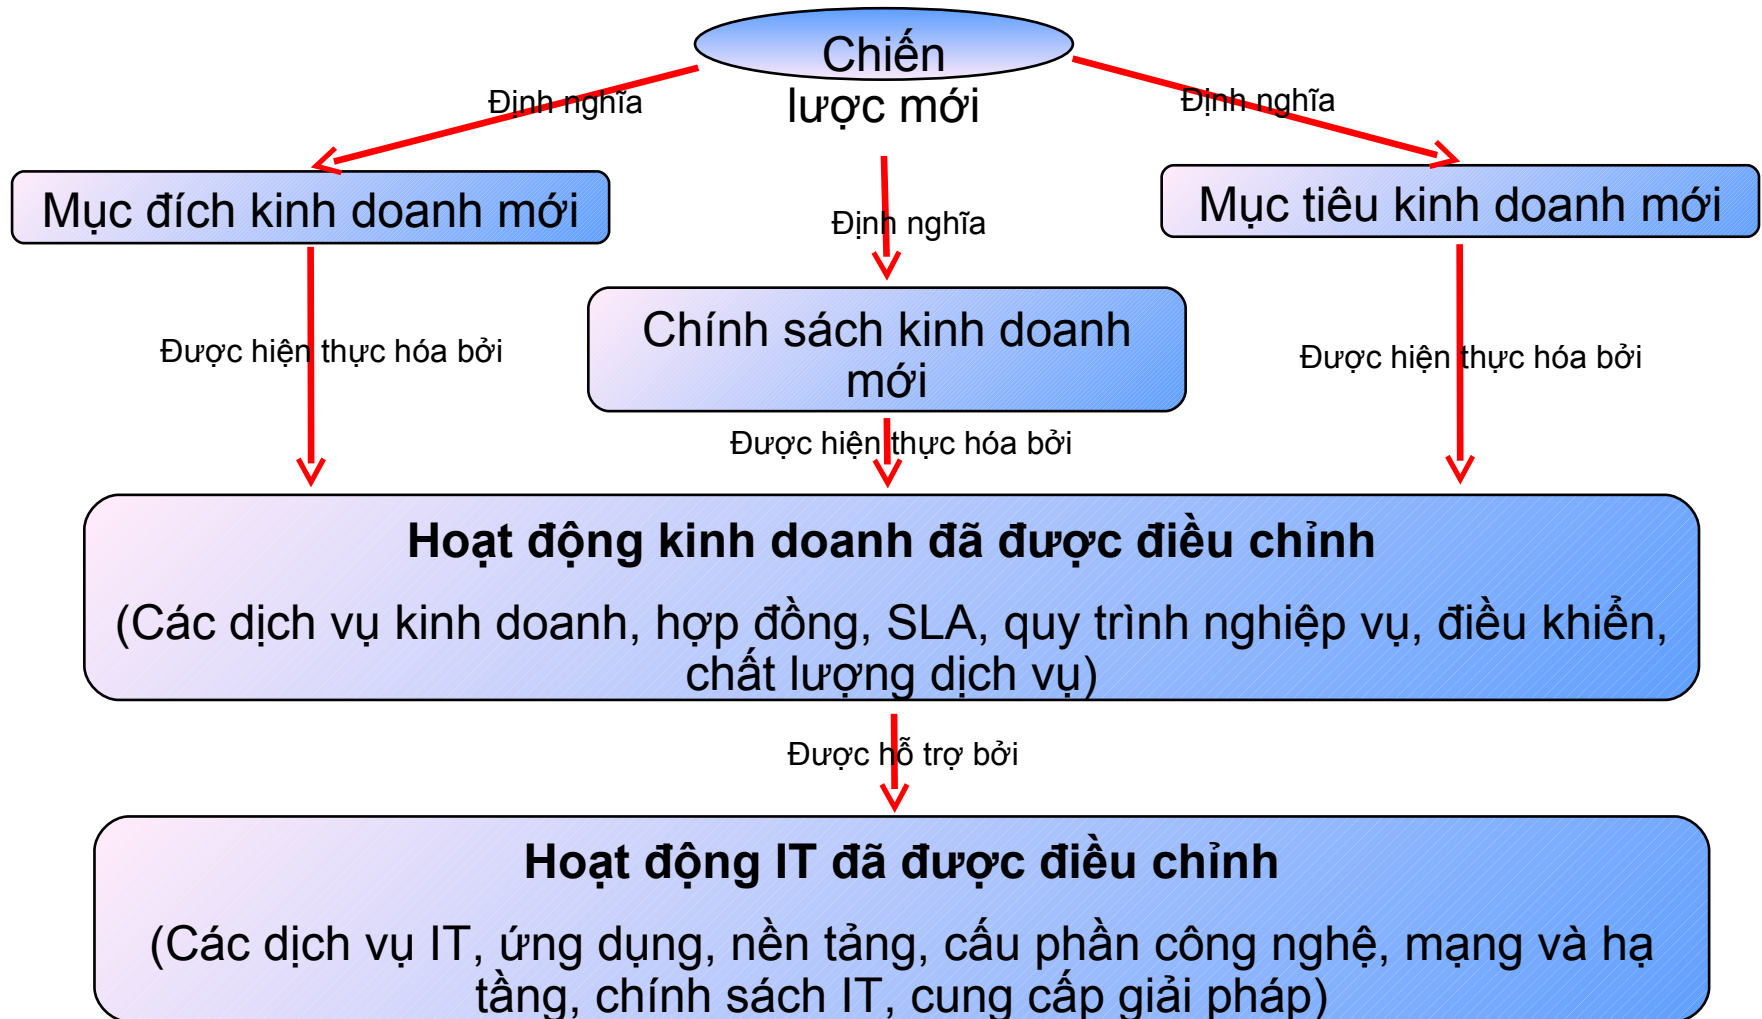 Chiến
lược mới
Định nghĩa
Định nghĩa
Mục đích kinh doanh mới
Định nghĩa
Mục tiêu kinh doanh mới
Chính sách kinh doanh
mới
Được hiện thực hóa bởi
Được hiện thực hóa bởi
Được hiện thực hóa bởi
Hoạt động kinh doanh đã được điều chỉnh
(Các dịch vụ kinh doanh, hợp đồng, SLA, quy trình nghiệp vụ, điều khiển,
chất lượng dịch vụ)
Được hỗ trợ bởi
Hoạt động IT đã được điều chỉnh
(Các dịch vụ IT, ứng dụng, nền tảng, cấu phần công nghệ, mạng và hạ
tầng, chính sách IT, cung cấp giải pháp)